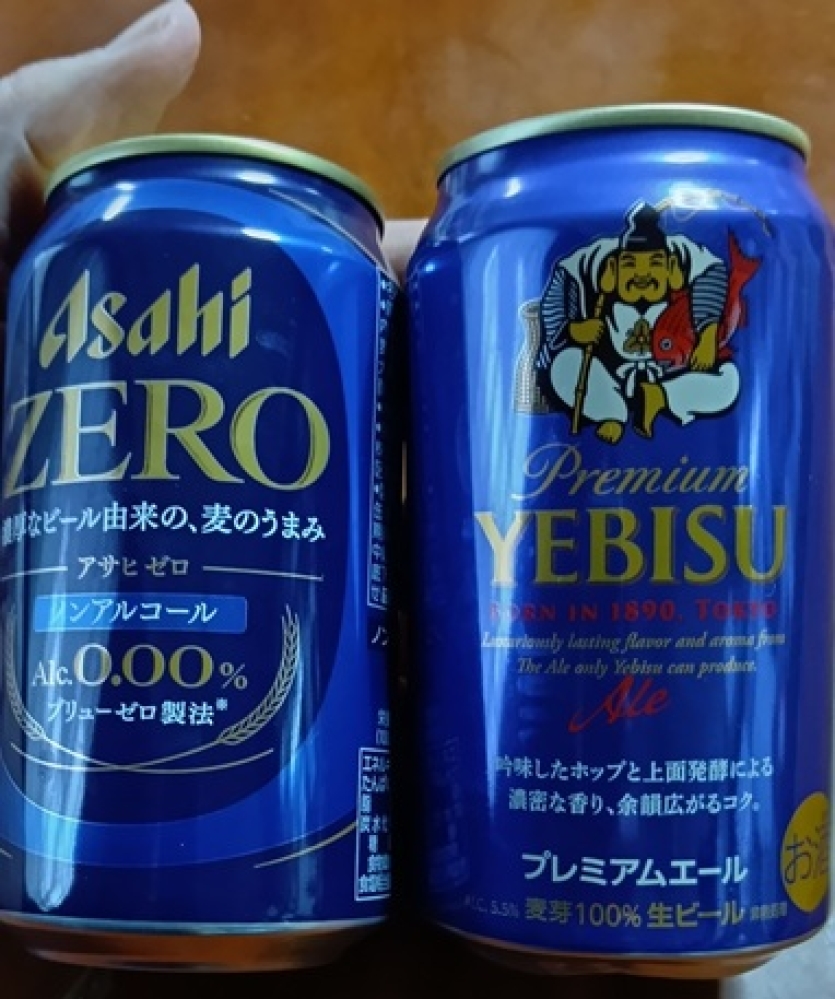 Asahi
ZERO
濃厚なビール由来の、麦のうまみ
アサヒ ゼロ
ノンアルコール
Alc.0.00%
ブリューゼロ製法※
Premium
YEBISU
BORN IN 1890, TOKYO
Luxuriously lasting flavor and aroma from
The Ale only Yebisu can produce.
Ale
吟味したホップと上面発酵による
濃密な香り、余韻広がるコク。
プレミアムエール
ALC. 5.5% 麦芽100% 生ビール
お酒